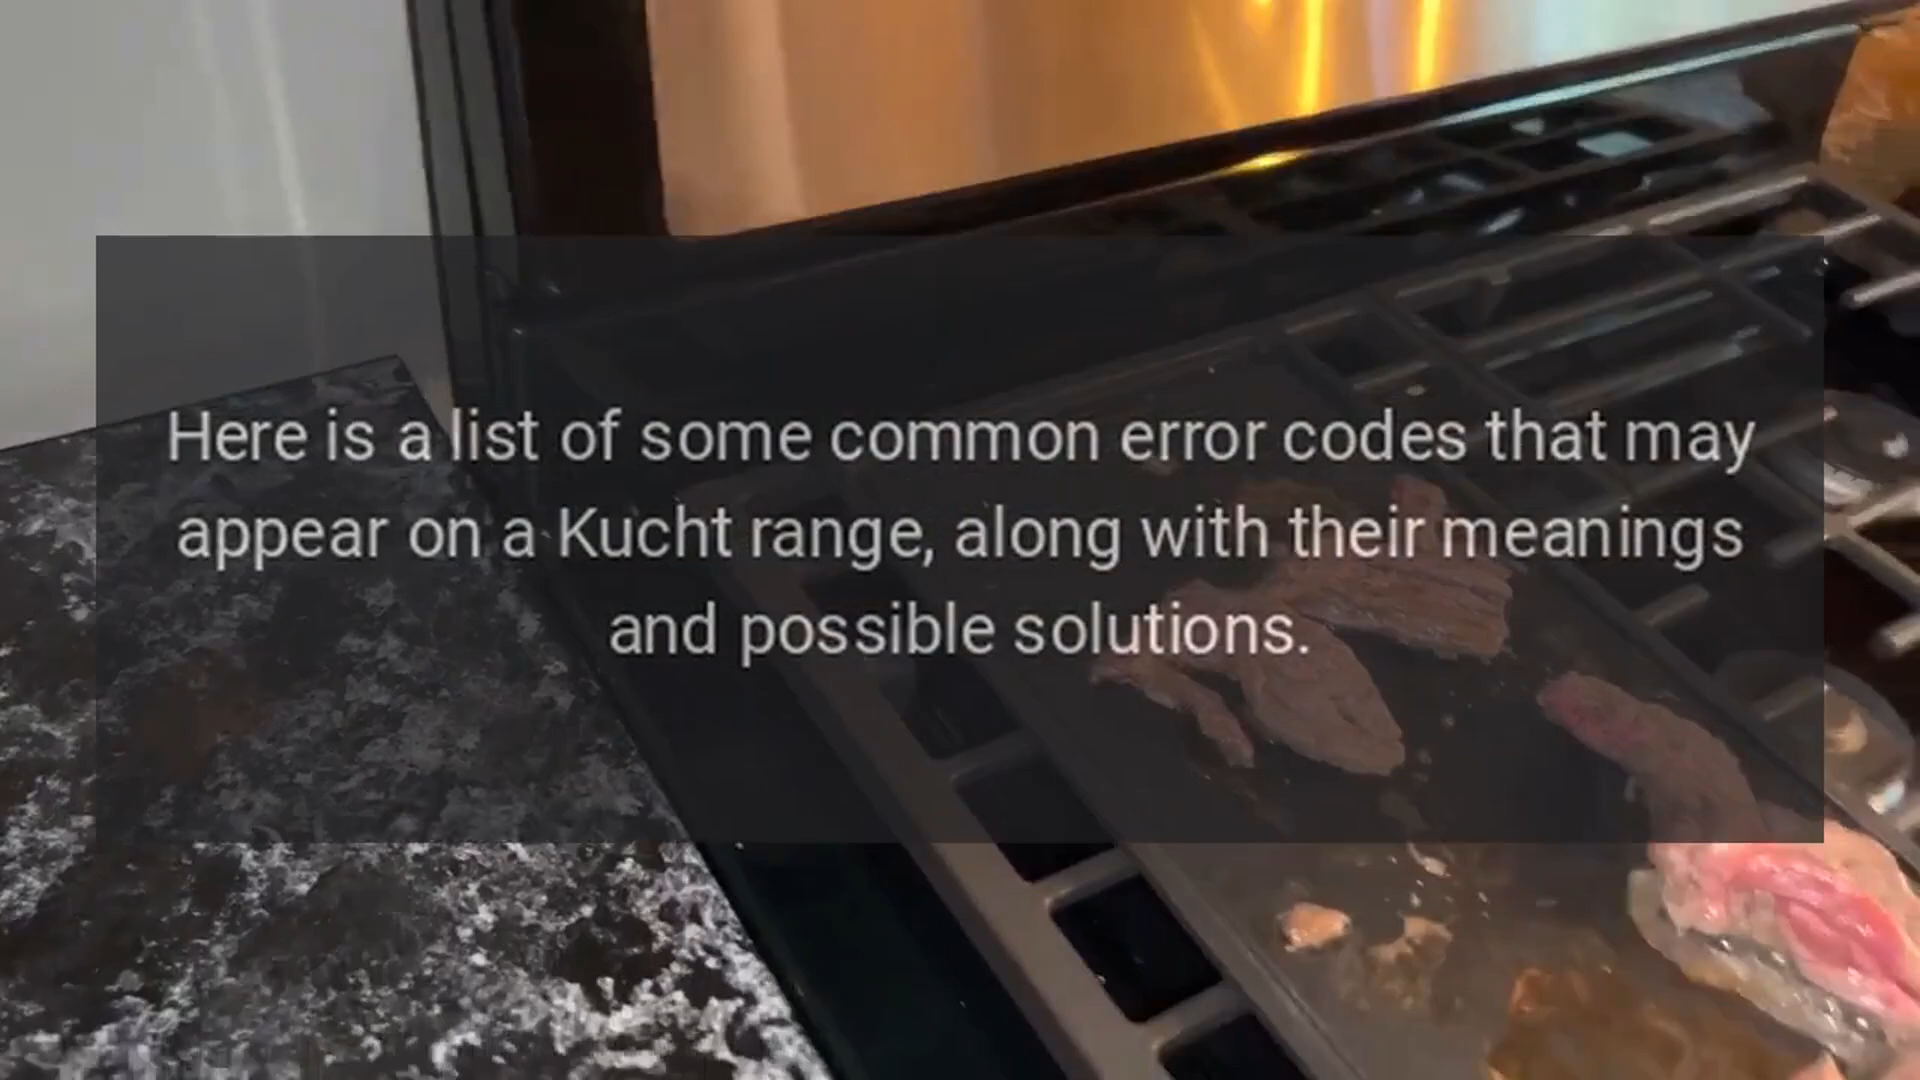 Here is a list of some common error codes that may
appear on a Kucht range, along with their meanings
and possible solutions.